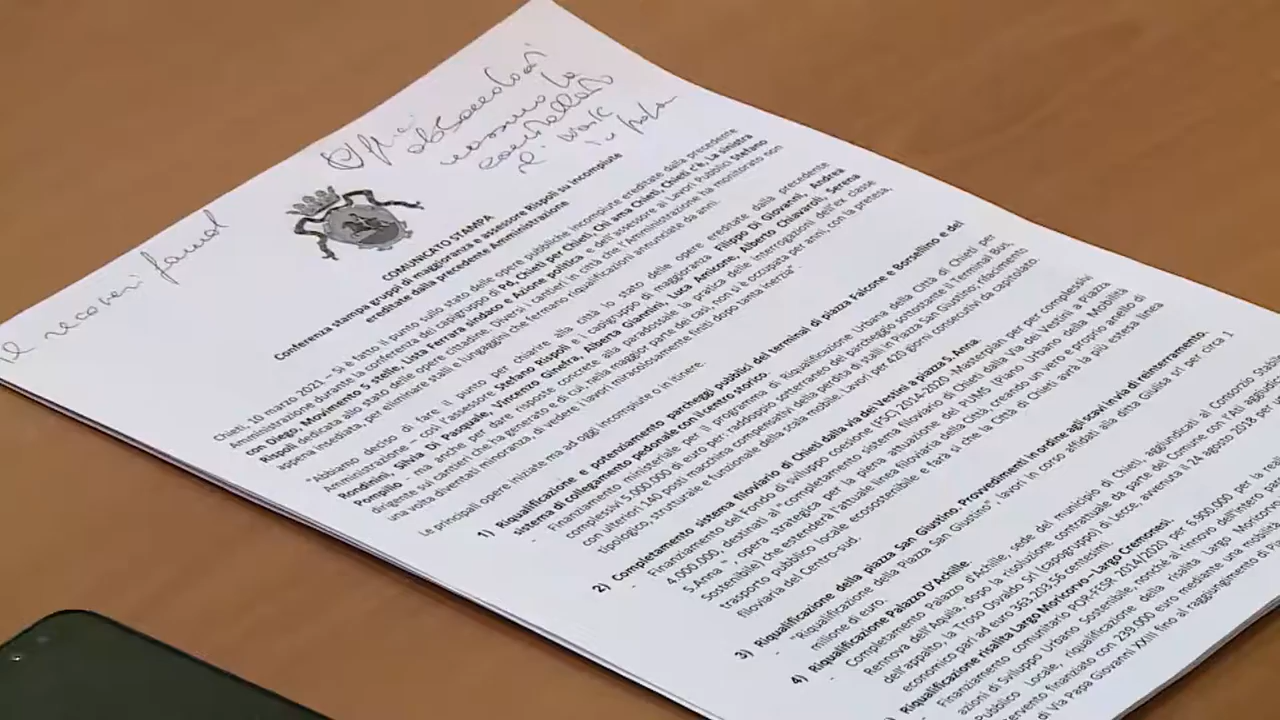 il
work
in
COMUNICATO STAMPA
Conferenza stampa gruppi di maggioranza e assessore Rispoli su incompiute
ereditate dalla precedente Amministrazione
Chieti, 10 marzo 2021 – Si è fatto il punto sullo stato delle opere pubbliche incompiute ereditate dalla precedente
Amministrazione durante la conferenza dei capigruppo di Pd, Chieti per Chieti, Chi ama Chieti, Chieti c'è, La sinistra
con Diego, Movimento 5 stelle, Lista Ferrara sindaco e Azione politica e dell'assessore ai Lavori Pubblici Stefano
Rispoli dedicata allo stato delle opere cittadine. Diversi i cantieri in città che l'Amministrazione ha monitorato non
appena insediata, per eliminare stalli e lungaggini che fermano riqualificazioni annunciate da anni.
"Abbiamo deciso di fare il punto per chiarire alla città lo stato delle opere ereditate dalla precedente
Amministrazione – così l'assessore Stefano Rispoli e i capigruppo di maggioranza Filippo Di Giovanni, Andrea
Rondinini, Silvia Di Pasquale, Vincenzo Ginefra, Alberta Giannini, Luca Amicone, Alberto Chiavaroli, Serena
Pompilio – ma anche per dare risposte concrete alla paradossale pratica delle interrogazioni dell'ex classe
dirigente sui cantieri che ha generato e di cui, nella maggior parte dei casi, non si è occupata per anni, con la pretesa,
una volta diventati minoranza, di vedere i lavori miracolosamente finiti dopo tanta inerzia"
Le principali opere iniziate ma ad oggi incompiute o in itinere.
1) Riqualificazione e potenziamento parcheggi pubblici del terminal di piazza Falcone e Borsellino e del
sistema di collegamento pedonale con il centro storico.
- Finanziamento ministeriale per il programma di Riqualificazione Urbana della Città di Chieti per
complessivi 5.000.000 di euro per: raddoppio sotterraneo del parcheggio sottostante il Terminal Bus,
con ulteriori 140 posti macchina compensativi della perdita di stalli in Piazza San Giustino; rifacimento
tipologico, strutturale e funzionale della scala mobile. Lavori per 420 giorni consecutivi da capitolato.
2) Completamento sistema filoviario di Chieti dalla via dei Vestini a piazza S. Anna.
- Finanziamento del Fondo di sviluppo e coesione (FSC) 2014-2020 - Masterplan per per complessivi
4.000.000, destinati al "completamento sistema filoviario di Chieti dalla Via dei Vestini a Piazza
S.Anna ", opera strategica per la piena attuazione del PUMS (Piano Urbano della Mobilità
Sostenibile) che estenderà l'attuale linea filoviaria della Città, creando un vero e proprio anello di
trasporto pubblico locale ecosostenibile e farà sì che la Città di Chieti avrà la più estesa linea
filoviaria del Centro-sud.
3) Riqualificazione della piazza San Giustino Provvedimenti in ordine agli scavi in via di reinterramento.
- "Riqualificazione della Piazza San Giustino", lavori in corso affidati alla ditta Giulisa srl per circa 1
milione di euro.
4) Riqualificazione Palazzo D'Achille
- Completamento Palazzo d'Achille, sede del municipio di Chieti, aggiudicati al Consorzio Stabile
Rennova dell'Aquila, dopo la risoluzione contrattuale da parte del Comune con l'Ati
dell'appalto, la Troso Osvaldo Srl (capogruppo) di Lecce, avvenuta il 24 agosto 2018 per
economico pari ad euro 363.203,56 centesimi.
Riqualificazione risalita Largo Moricorvo - Largo Cremonesi.
Finanziamento comunitario POR-FESR 2014/2020 per 6.980.000 per la
azioni di Sviluppo Urbano Sostenibile, nonché al rinnovo dell'intero
Pubblico Locale, riqualificazione della risalita Largo Moricorvo
finanziato con 239.000 euro mediante una nobilit
di Via Papa Giovanni XXIII fino al raggiungimento di